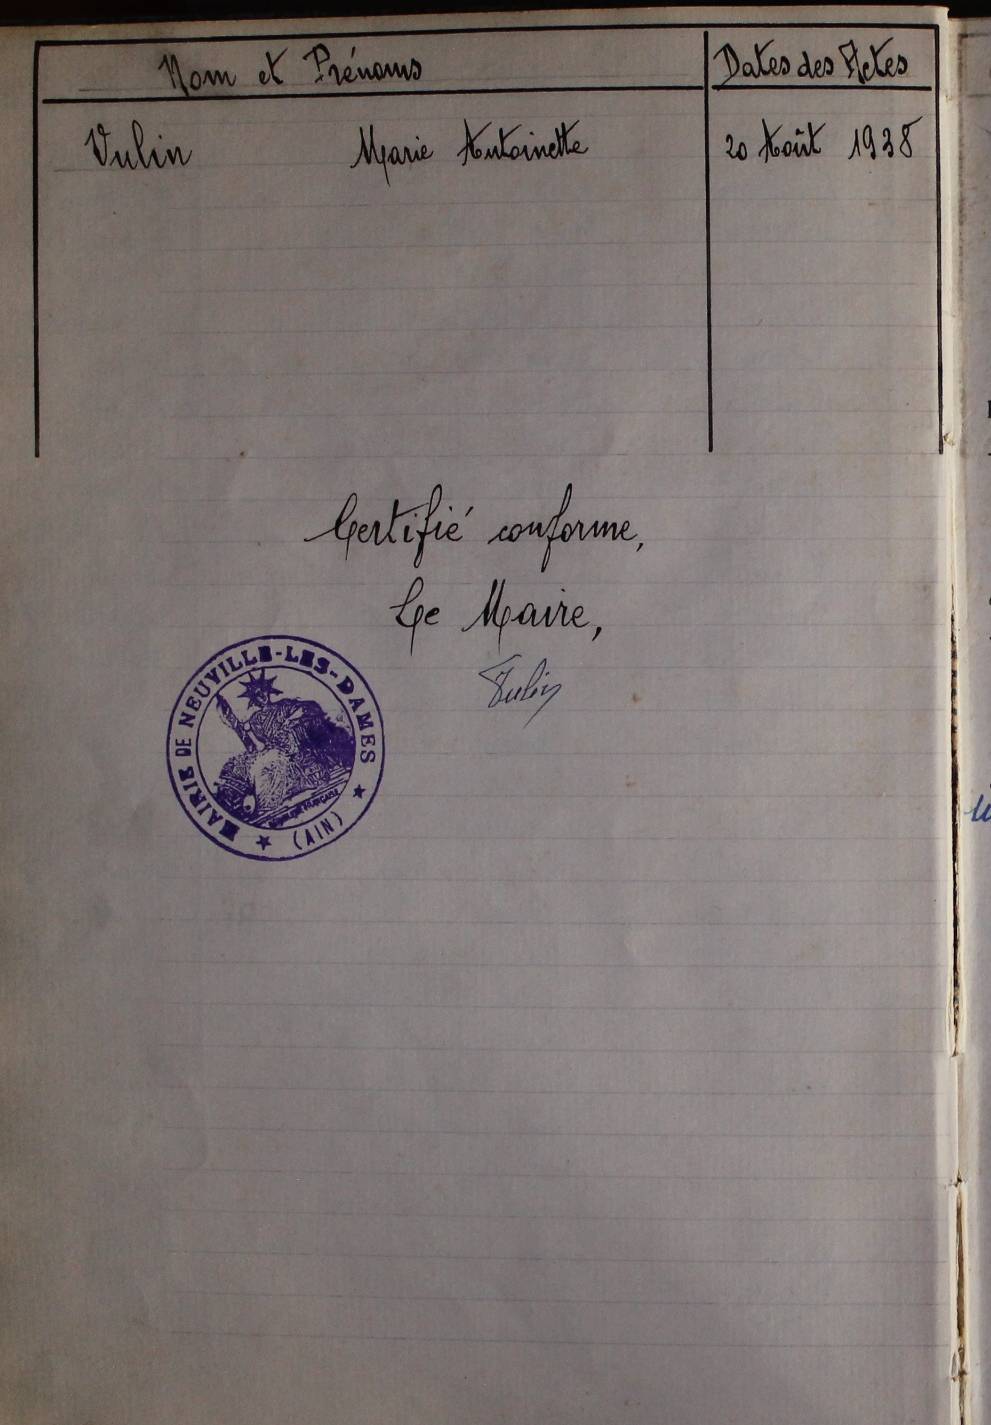 Nom et Prénoms Dates des Actes
Vulin Marie Antoinette 20 Août 1938
Certifié conforme,
Le Maire,
MAIRIE DE NEUVILLE-LES-DAMES
(AIN)